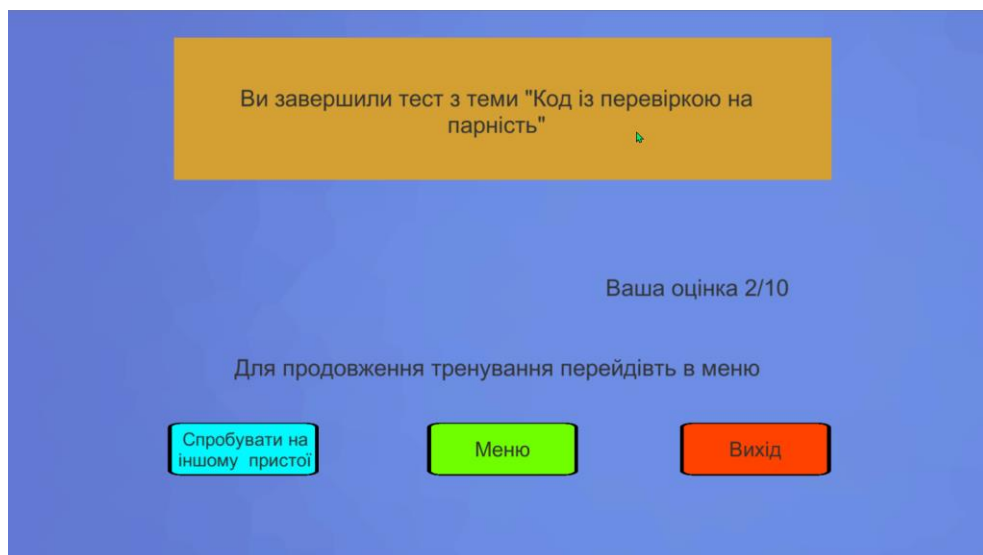 Ви завершили тест з теми "Код із перевіркою на
парність"
Ваша оцінка 2/10
Для продовження тренування перейдівть в меню
Спробувати на
іншому пристої
Меню
Вихід